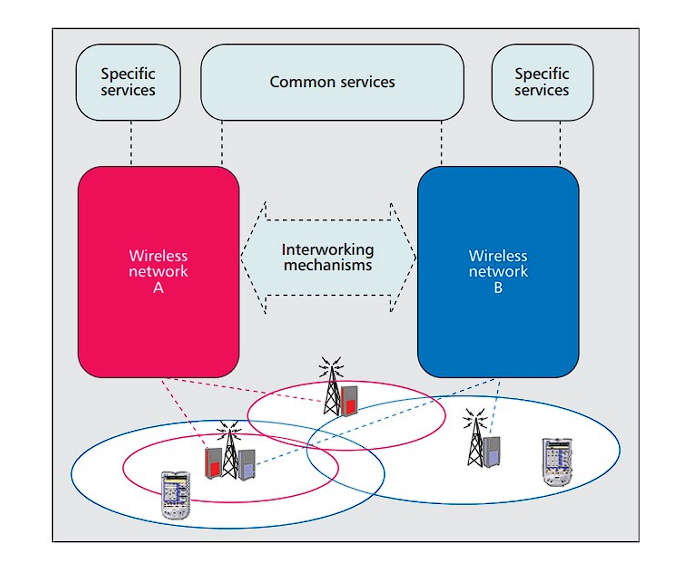 Specific
services
Common services
Specific
services
Wireless
network
A
Interworking
mechanisms
Wireless
network
B